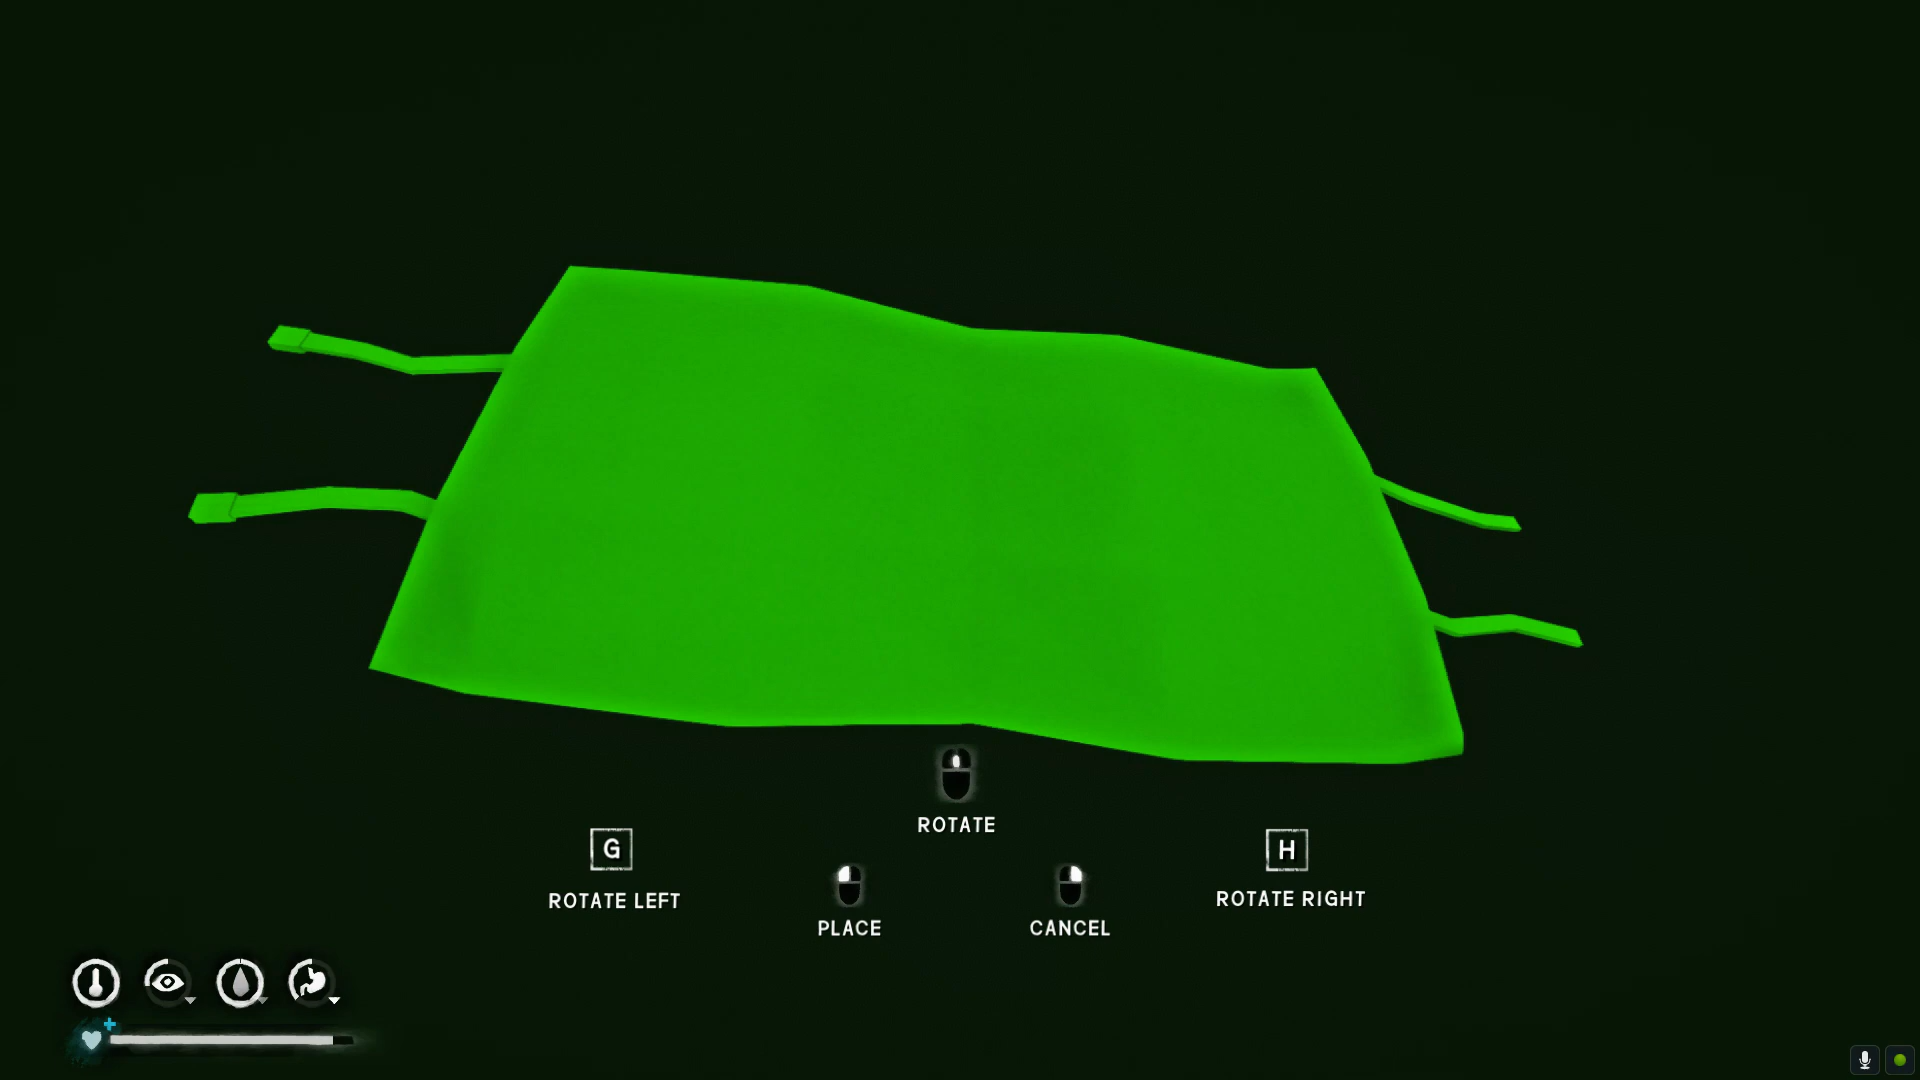 ROTATE
G
H
ROTATE LEFT
ROTATE RIGHT
PLACE
CANCEL